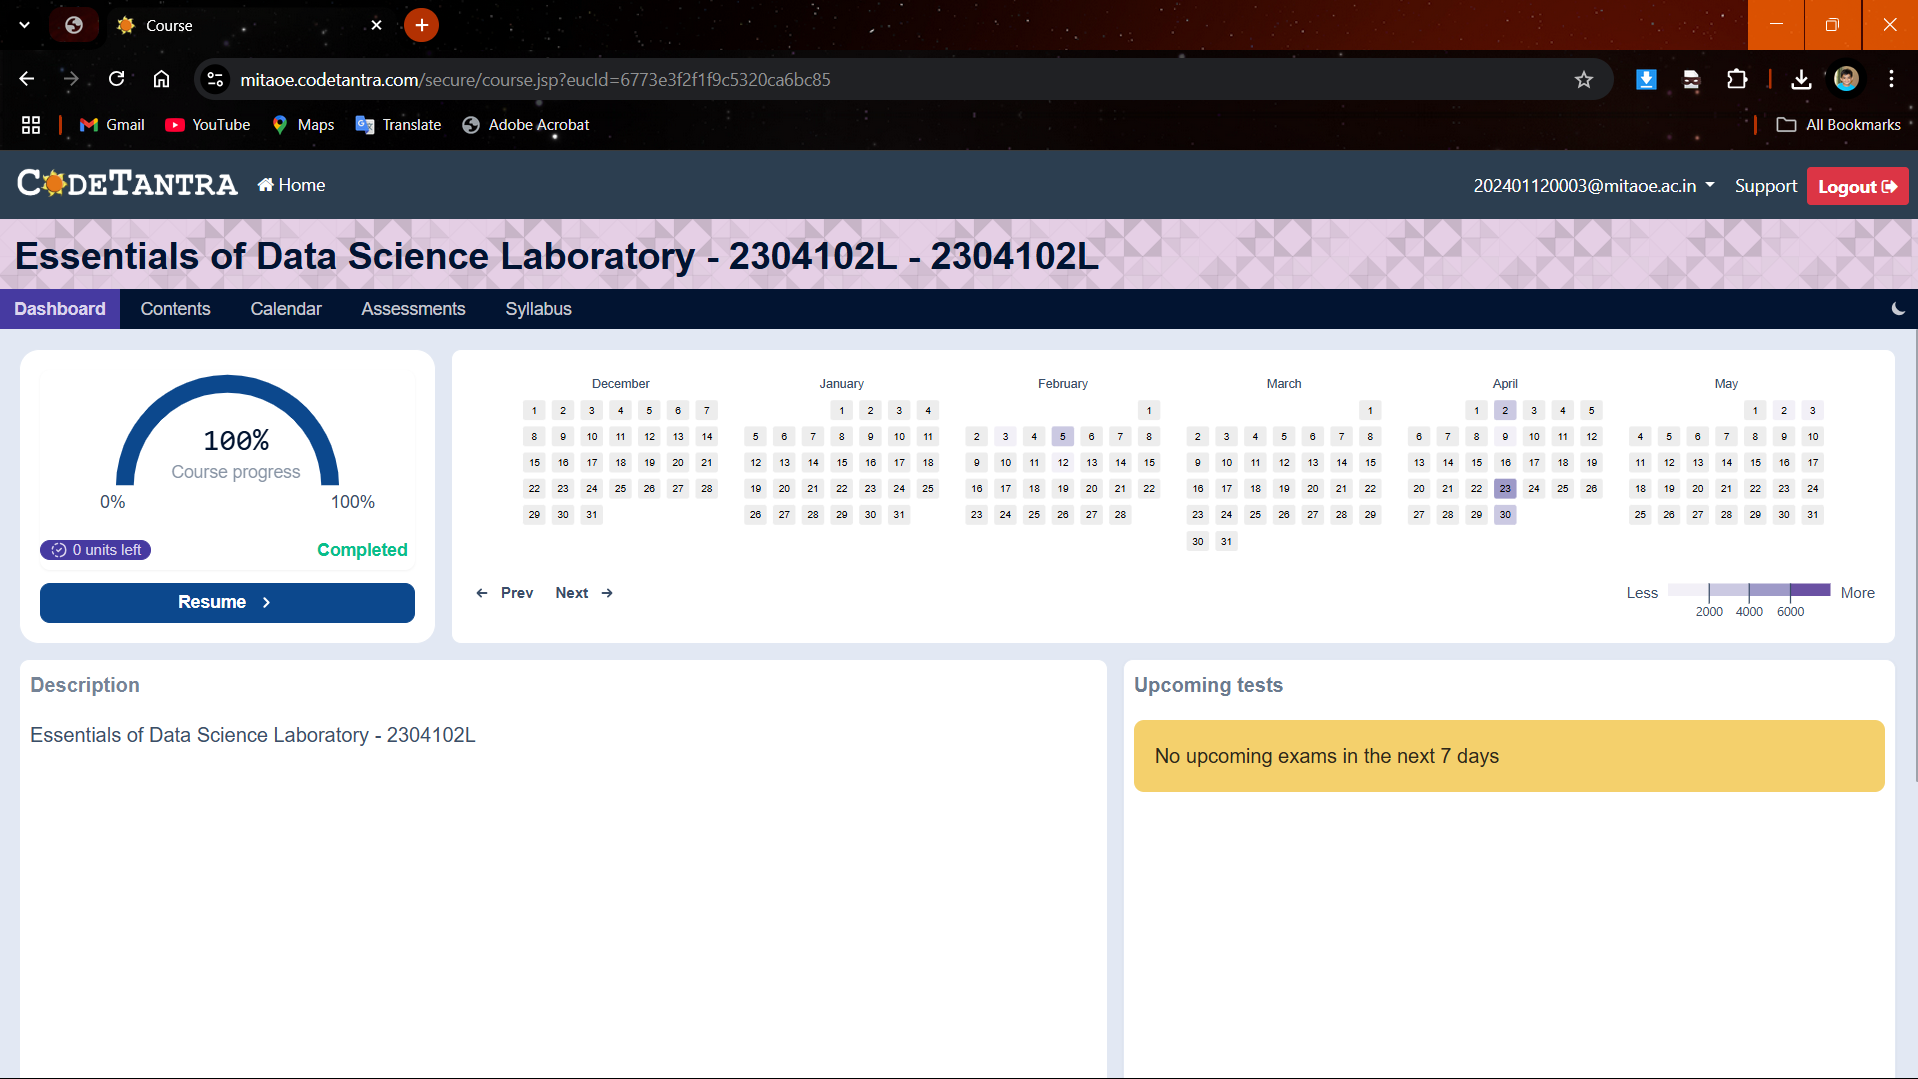 Course
mitaoe.codetantra.com/secure/course.jsp?eucId=6773e3f2f1f9c5320ca6bc85
Gmail YouTube Maps Translate Adobe Acrobat All Bookmarks
CODETANTRA Home 202401120003@mitaoe.ac.in Support Logout
Essentials of Data Science Laboratory - 2304102L - 2304102L
Dashboard Contents Calendar Assessments Syllabus
100%
Course progress
0% 100%
0 units left Completed
Resume
December
1 2 3 4 5 6 7
8 9 10 11 12 13 14
15 16 17 18 19 20 21
22 23 24 25 26 27 28
29 30 31
January
1 2 3 4
5 6 7 8 9 10 11
12 13 14 15 16 17 18
19 20 21 22 23 24 25
26 27 28 29 30 31
February
1
2 3 4 5 6 7 8
9 10 11 12 13 14 15
16 17 18 19 20 21 22
23 24 25 26 27 28
March
1
2 3 4 5 6 7 8
9 10 11 12 13 14 15
16 17 18 19 20 21 22
23 24 25 26 27 28 29
30 31
April
1 2 3 4 5
6 7 8 9 10 11 12
13 14 15 16 17 18 19
20 21 22 23 24 25 26
27 28 29 30
May
1 2 3
4 5 6 7 8 9 10
11 12 13 14 15 16 17
18 19 20 21 22 23 24
25 26 27 28 29 30 31
Prev Next
Less More
2000 4000 6000
Description
Essentials of Data Science Laboratory - 2304102L
Upcoming tests
No upcoming exams in the next 7 days